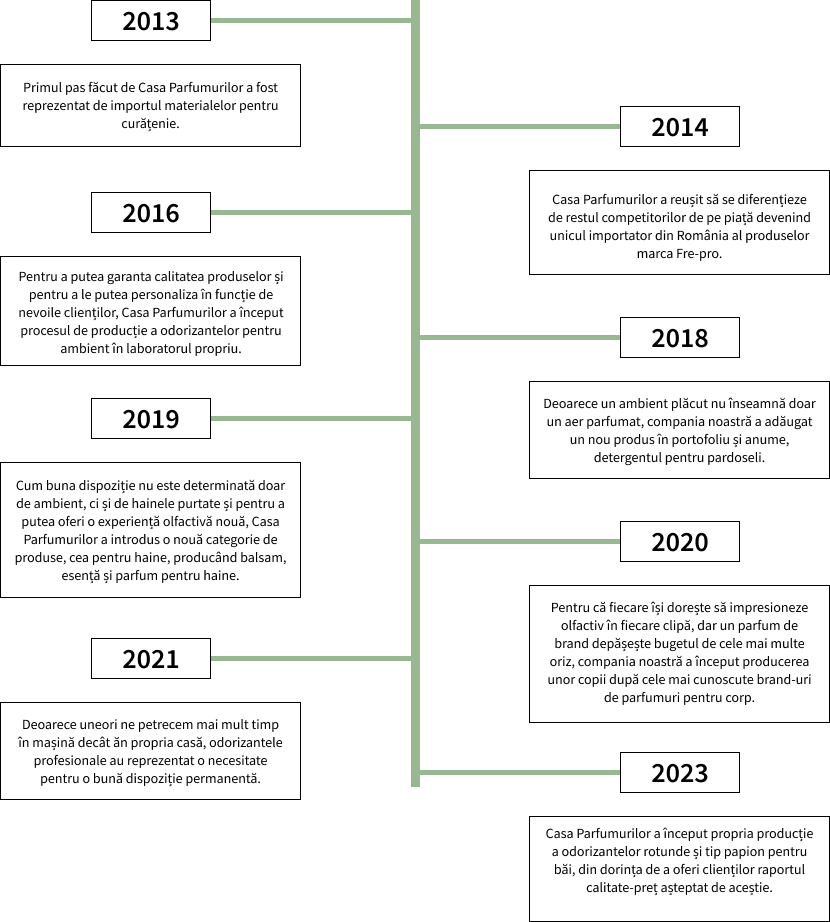 2013
Primul pas făcut de Casa Parfumurilor a fost
reprezentat de importul materialelor pentru
curățenie.
2014
Casa Parfumurilor a reușit să se diferențieze
de restul competitorilor de pe piață devenind
unicul importator din România al produselor
marca Fre-pro.
2016
Pentru a putea garanta calitatea produselor și
pentru a le putea personaliza în funcție de
nevoile clienților, Casa Parfumurilor a început
procesul de producție a odorizantelor pentru
ambient în laboratorul propriu.
2018
Deoarece un ambient plăcut nu înseamnă doar
un aer parfumat, compania noastră a adăugat
un nou produs în portofoliu și anume,
detergentul pentru pardoseli.
2019
Cum buna dispoziție nu este determinată doar
de ambient, ci și de hainele purtate și pentru a
putea oferi o experiență olfactivă nouă, Casa
Parfumurilor a introdus o nouă categorie de
produse, cea pentru haine, producând balsam,
esență și parfum pentru haine.
2020
Pentru că fiecare își dorește să impresioneze
olfactiv în fiecare clipă, dar un parfum de
brand depășește bugetul de cele mai multe
oriz, compania noastră a început producerea
unor copii după cele mai cunoscute brand-uri
de parfumuri pentru corp.
2021
Deoarece uneori ne petrecem mai mult timp
în mașină decât ăn propria casă, odorizantele
profesionale au reprezentat o necesitate
pentru o bună dispoziție permanentă.
2023
Casa Parfumurilor a început propria producție
a odorizantelor rotunde și tip papion pentru
băi, din dorința de a oferi clienților raportul
calitate-preț așteptat de aceștie.